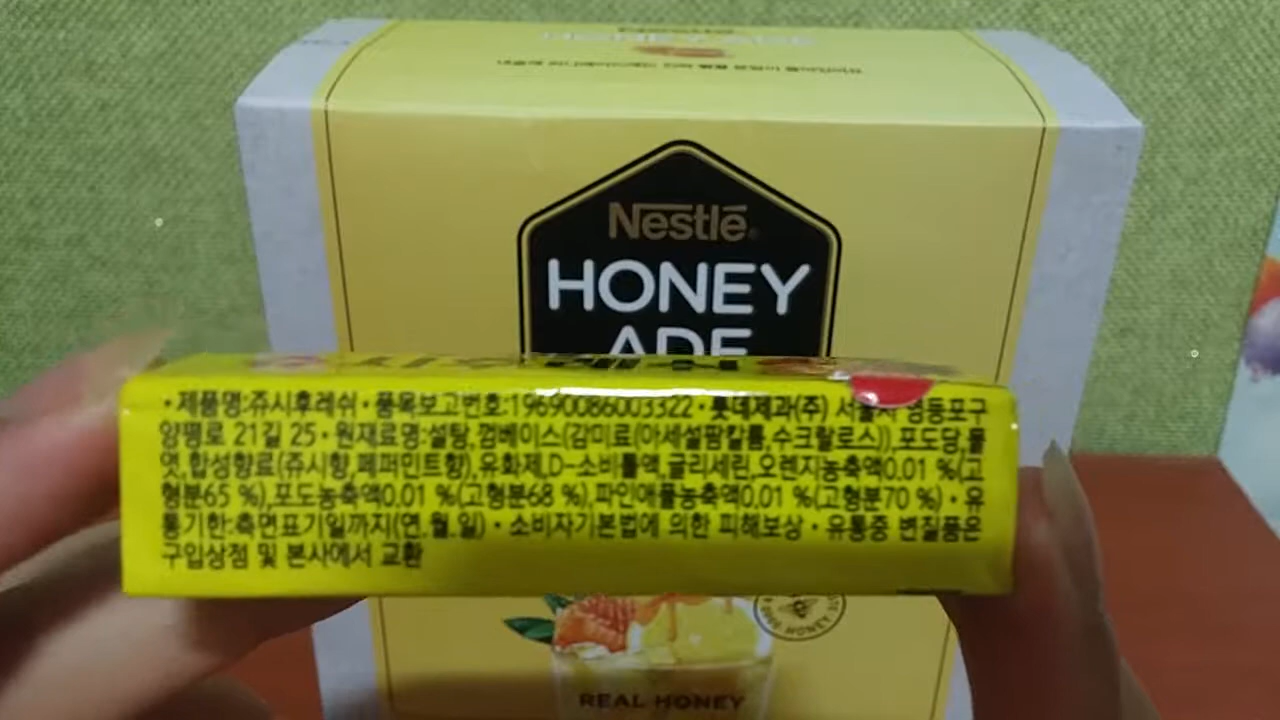 Nestlé
HONEY
ADE
·제품명:쥬시후레쉬·품목보고번호:19690086003322·롯데제과(주) 서울시 영등포구
양평로 21길 25·원재료명:설탕,껌베이스(감미료(아세설팜칼륨,수크랄로스)),포도당,물
엿,합성향료(쥬시향,페퍼민트향),유화제,D-소비톨액,글리세린,오렌지농축액0.01 %(고
형분65 %),포도농축액0.01 %(고형분68 %),파인애플농축액0.01 %(고형분70 %)·유
통기한:측면표기일까지(연.월.일)·소비자기본법에 의한 피해보상·유통중 변질품은
구입상점 및 본사에서 교환
HONEY
REAL HONEY